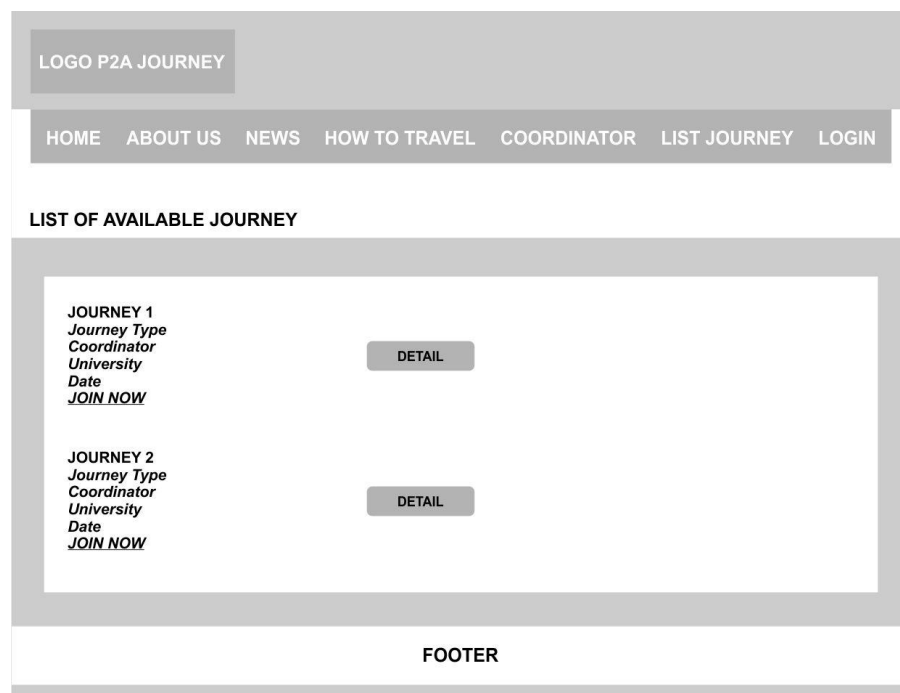 LOGO P2A JOURNEY
HOME ABOUT US NEWS HOW TO TRAVEL COORDINATOR LIST JOURNEY LOGIN
LIST OF AVAILABLE JOURNEY
JOURNEY 1
Journey Type
Coordinator
University
Date
JOIN NOW
DETAIL
JOURNEY 2
Journey Type
Coordinator
University
Date
JOIN NOW
DETAIL
FOOTER